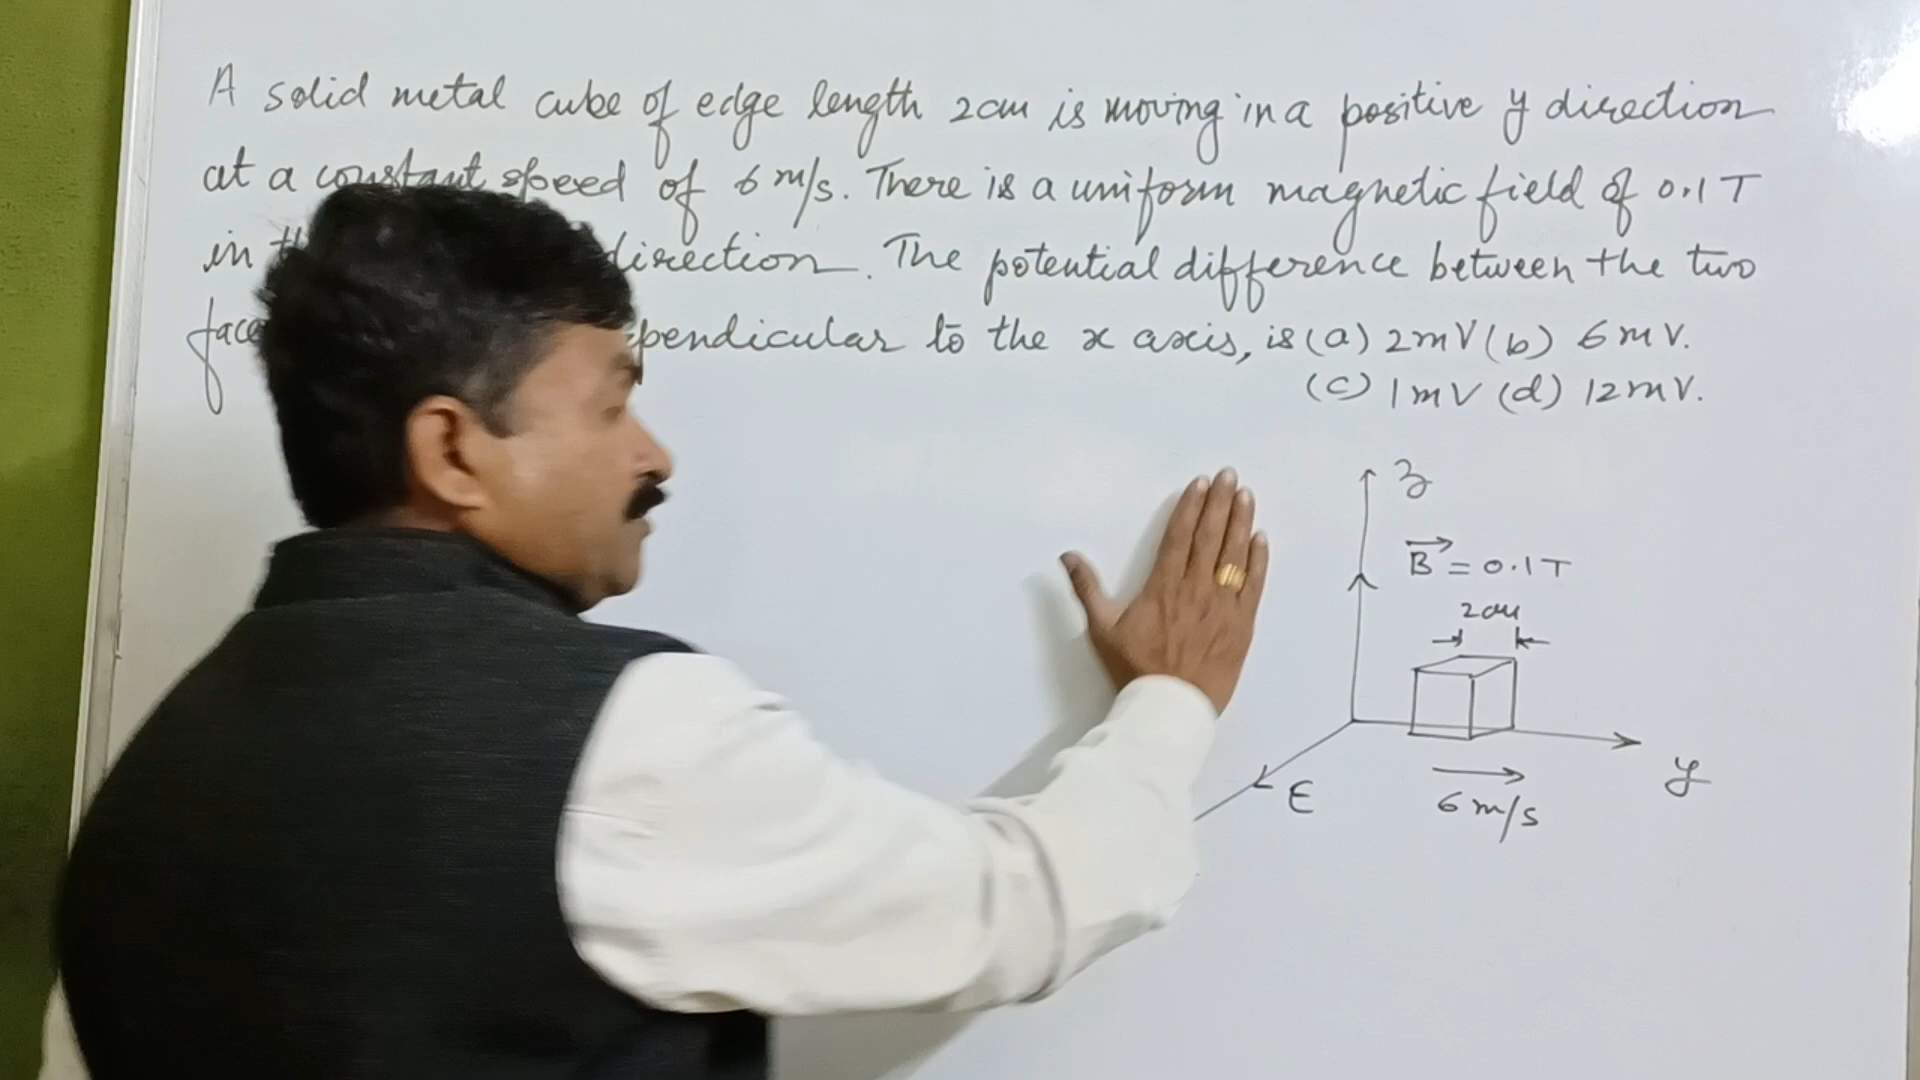 A solid metal cube of edge length 2cm is moving in a positive y direction
at a constant speed of 6 m/s. There is a uniform magnetic field of 0.1 T
in direction. The potential difference between the two
to the x axis, is (a) 2mV (b) 6mV.
(c) 1mV (d) 12mV.
z
B = 0.1T
2cm
E
6 m/s
y